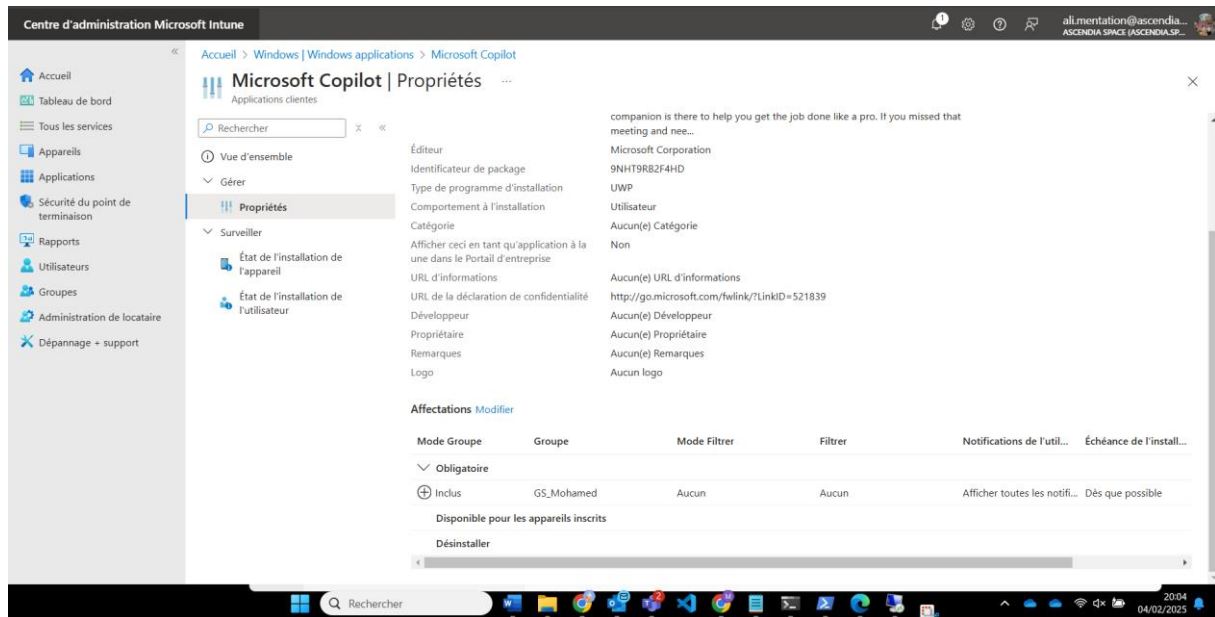 Centre d'administration Microsoft Intune
1
ali.mentation@ascendia...
ASCENDIA SPACE (ASCENDIA.SP...
Accueil > Windows | Windows applications > Microsoft Copilot
Microsoft Copilot | Propriétés ...
Applications clientes
Accueil
Tableau de bord
Tous les services
Appareils
Applications
Sécurité du point de
terminaison
Rapports
Utilisateurs
Groupes
Administration de locataire
Dépannage + support
Rechercher
Vue d'ensemble
Gérer
Propriétés
Surveiller
État de l'installation de
l'appareil
État de l'installation de
l'utilisateur
companion is there to help you get the job done like a pro. If you missed that
meeting and nee...
Éditeur Microsoft Corporation
Identificateur de package 9NHT9RB2F4HD
Type de programme d'installation UWP
Comportement à l'installation Utilisateur
Catégorie Aucun(e) Catégorie
Afficher ceci en tant qu'application à la Non
une dans le Portail d'entreprise
URL d'informations Aucun(e) URL d'informations
URL de la déclaration de confidentialité http://go.microsoft.com/fwlink/?LinkID=521839
Développeur Aucun(e) Développeur
Propriétaire Aucun(e) Propriétaire
Remarques Aucun(e) Remarques
Logo Aucun logo
Affectations Modifier
Mode Groupe Groupe Mode Filtrer Filtrer Notifications de l'util... Échéance de l'install...
Obligatoire
Inclus GS_Mohamed Aucun Aucun Afficher toutes les notifi... Dès que possible
Disponible pour les appareils inscrits
Désinstaller
Rechercher
20:04
04/02/2025